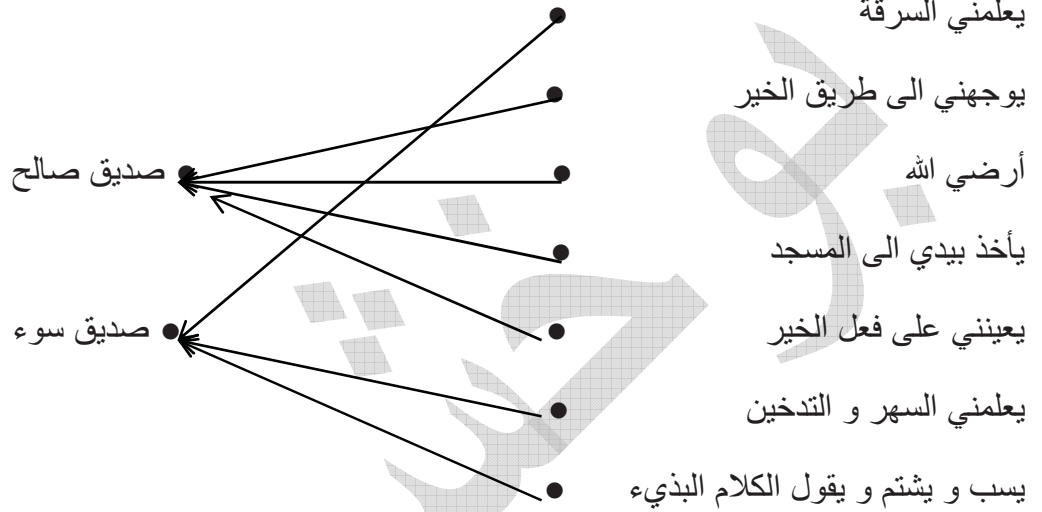 يعلمني السرقة
يوجهني الى طريق الخير
أرضي الله
صديق صالح
يأخذ بيدي الى المسجد
يعينني على فعل الخير
صديق سوء
يعلمني السهر و التدخين
يسب و يشتم و يقول الكلام البذيء